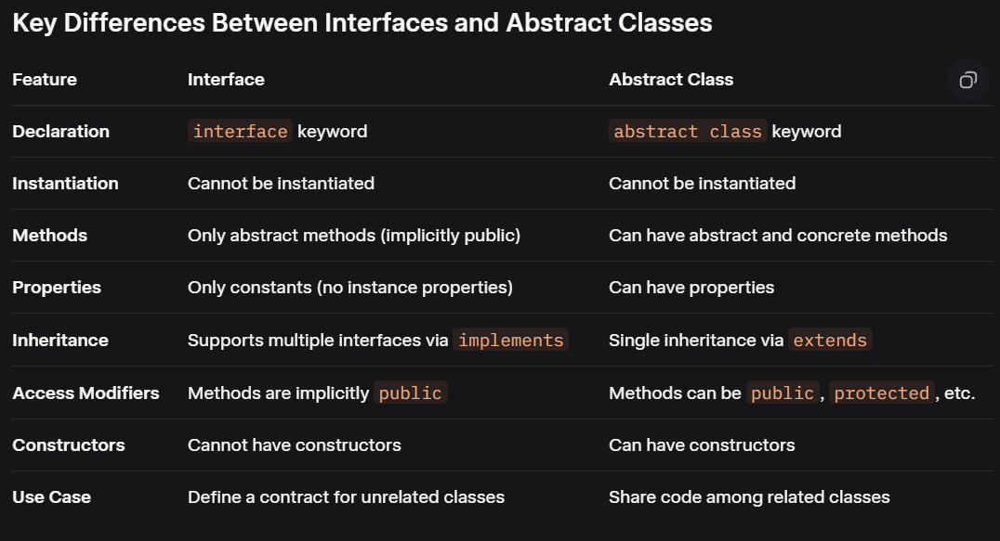 Key Differences Between Interfaces and Abstract Classes
Feature Interface Abstract Class
Declaration interface keyword abstract class keyword
Instantiation Cannot be instantiated Cannot be instantiated
Methods Only abstract methods (implicitly public) Can have abstract and concrete methods
Properties Only constants (no instance properties) Can have properties
Inheritance Supports multiple interfaces via implements Single inheritance via extends
Access Modifiers Methods are implicitly public Methods can be public, protected, etc.
Constructors Cannot have constructors Can have constructors
Use Case Define a contract for unrelated classes Share code among related classes